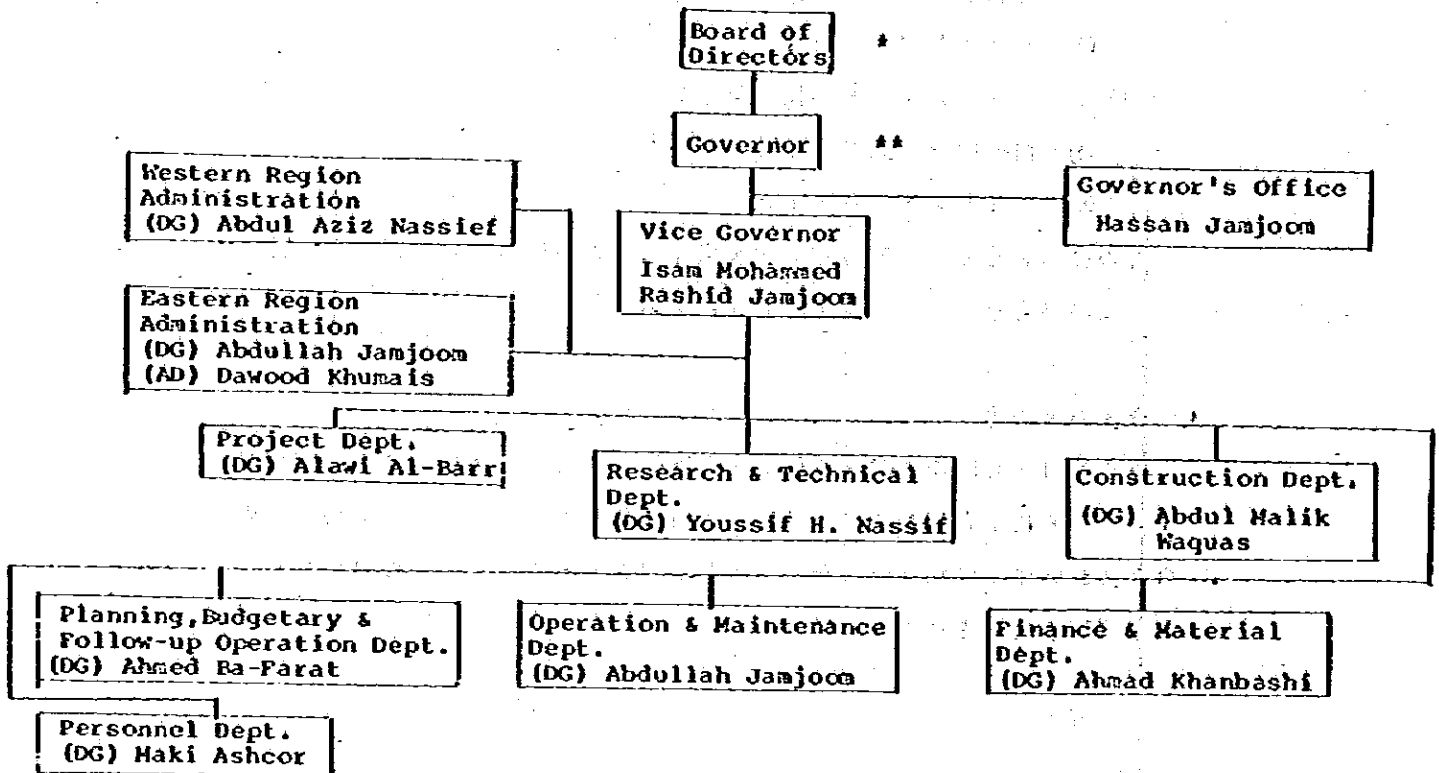 Board of
Directors
*
Governor
**
Western Region
Administration
(DG) Abdul Aziz Nassief
Governor's Office
Hassan Jamjoom
Vice Governor
Isam Mohammed
Rashid Jamjoom
Eastern Region
Administration
(DG) Abdullah Jamjoom
(AD) Dawood Khumais
Project Dept.
(DG) Alawi Al-Barr
Research & Technical
Dept.
(DG) Youssif H. Nassif
Construction Dept.
(DG) Abdul Malik
Waquas
Planning, Budgetary &
Follow-up Operation Dept.
(DG) Ahmed Ba-Farat
Operation & Maintenance
Dept.
(DG) Abdullah Jamjoom
Finance & Material
Dept.
(DG) Ahmad Khanbashi
Personnel Dept.
(DG) Maki Ashcor